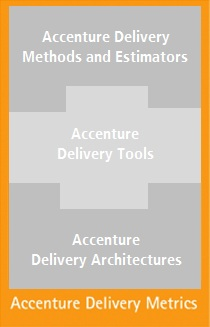 Accenture Delivery
Methods and Estimators
Accenture
Delivery Tools
Accenture
Delivery Architectures
Accenture Delivery Metrics